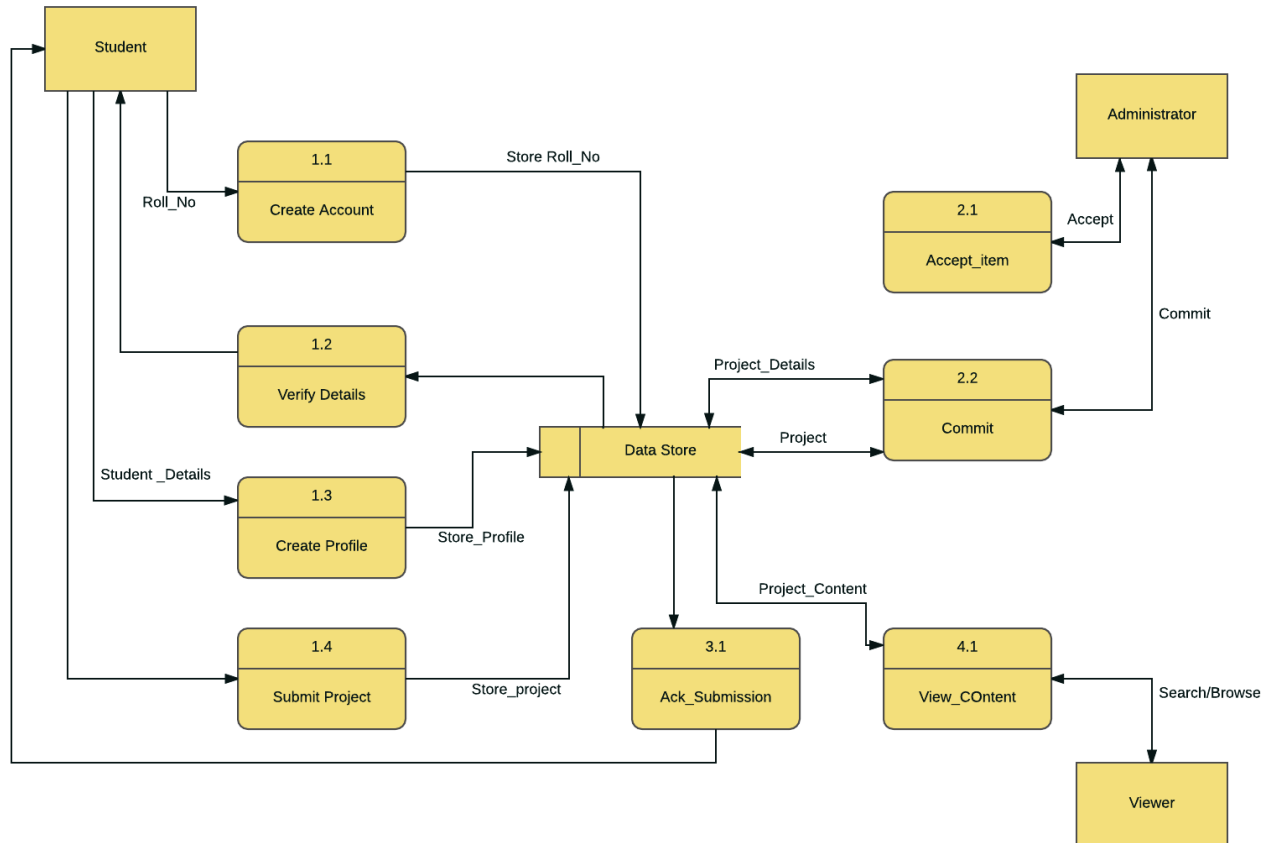 Student
Administrator
1.1
Create Account
Roll_No
Store Roll_No
2.1
Accept_item
Accept
Commit
1.2
Verify Details
Project_Details
2.2
Commit
Data Store
Project
Student _Details
1.3
Create Profile
Store_Profile
Project_Content
1.4
Submit Project
Store_project
3.1
Ack_Submission
4.1
View_COntent
Search/Browse
Viewer